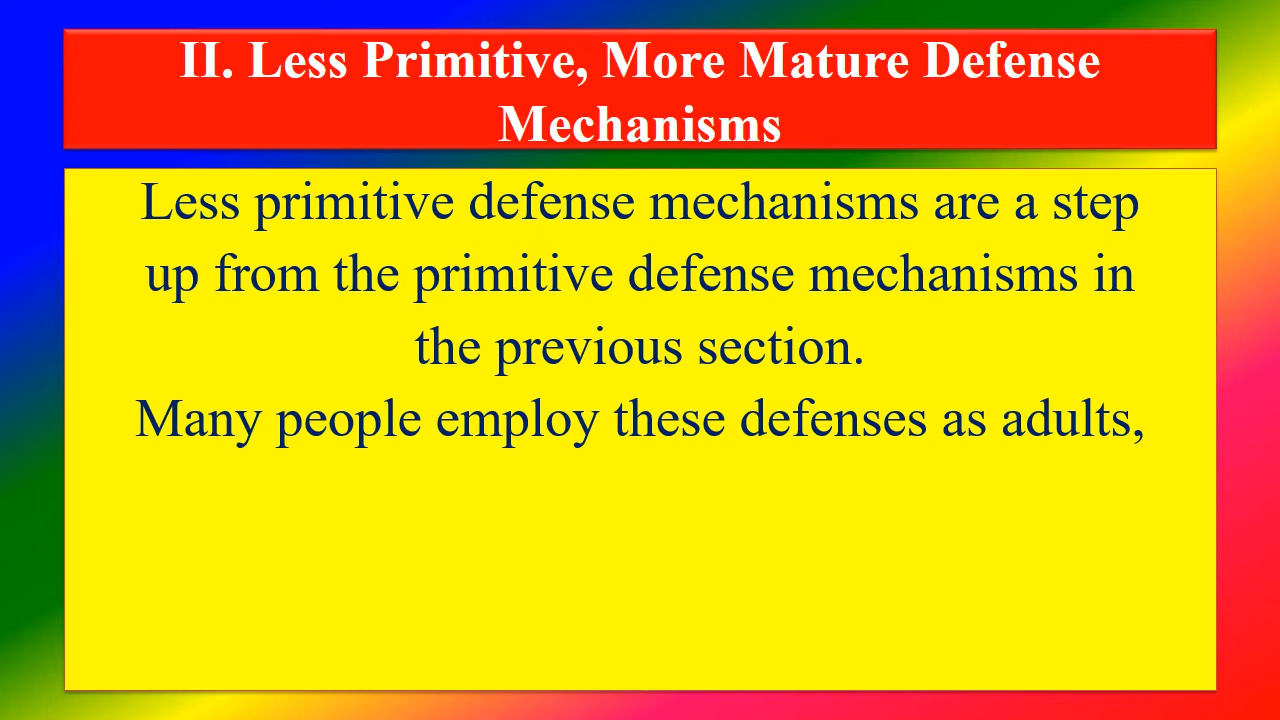 II. Less Primitive, More Mature Defense
Mechanisms
Less primitive defense mechanisms are a step
up from the primitive defense mechanisms in
the previous section.
Many people employ these defenses as adults,